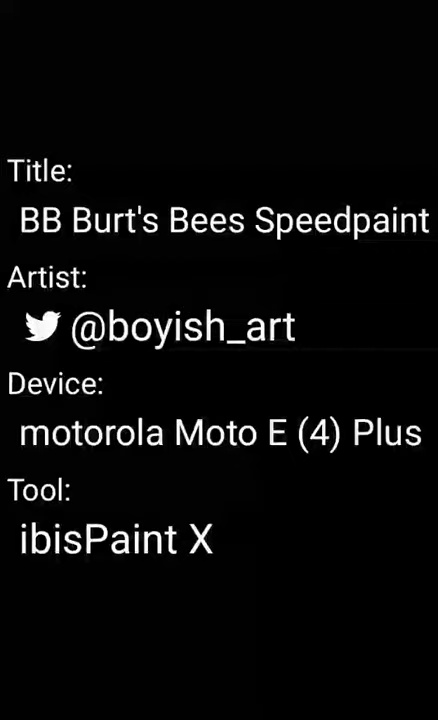 Title:
BB Burt's Bees Speedpaint
Artist:
@boyish_art
Device:
motorola Moto E (4) Plus
Tool:
ibisPaint X